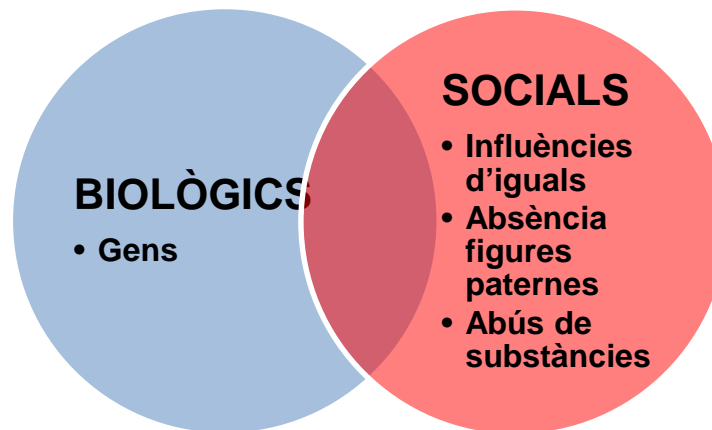 BIOLÒGICS
• Gens
SOCIALS
• Influències
d’iguals
• Absència
figures
paternes
• Abús de
substàncies